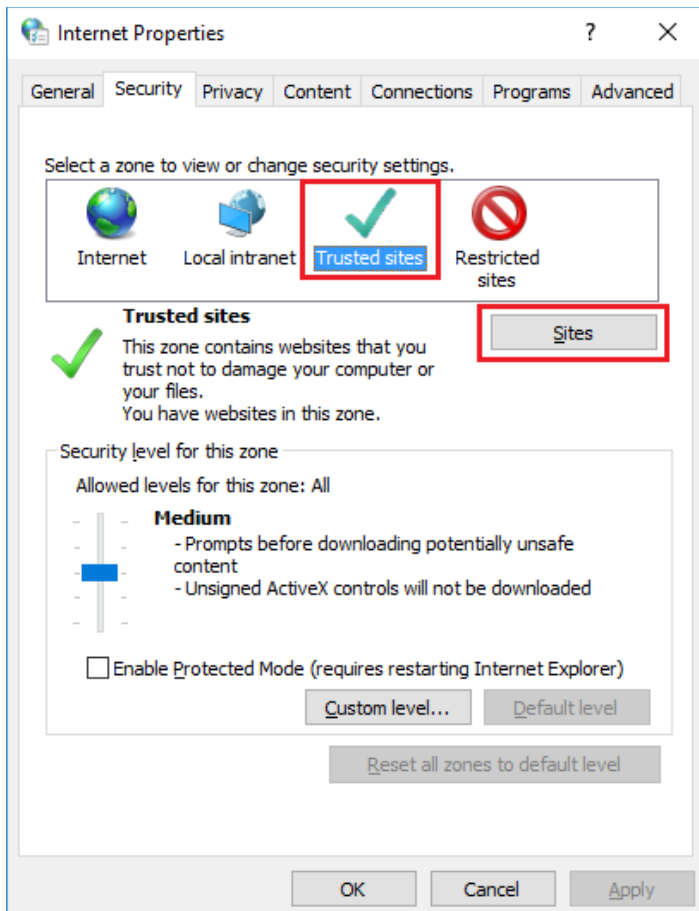 Internet Properties
?
General Security Privacy Content Connections Programs Advanced
Select a zone to view or change security settings.
Internet Local intranet Trusted sites Restricted
sites
Trusted sites
Sites
This zone contains websites that you
trust not to damage your computer or
your files.
You have websites in this zone.
Security level for this zone
Allowed levels for this zone: All
Medium
- Prompts before downloading potentially unsafe
content
- Unsigned ActiveX controls will not be downloaded
Enable Protected Mode (requires restarting Internet Explorer)
Custom level... Default level
Reset all zones to default level
OK Cancel Apply